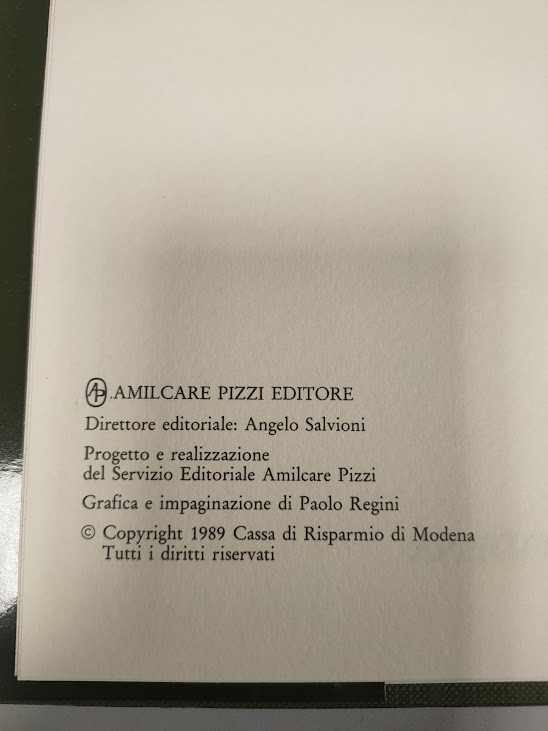 AP.AMILCARE PIZZI EDITORE
Direttore editoriale: Angelo Salvioni
Progetto e realizzazione
del Servizio Editoriale Amilcare Pizzi
Grafica e impaginazione di Paolo Regini
© Copyright 1989 Cassa di Risparmio di Modena
Tutti i diritti riservati